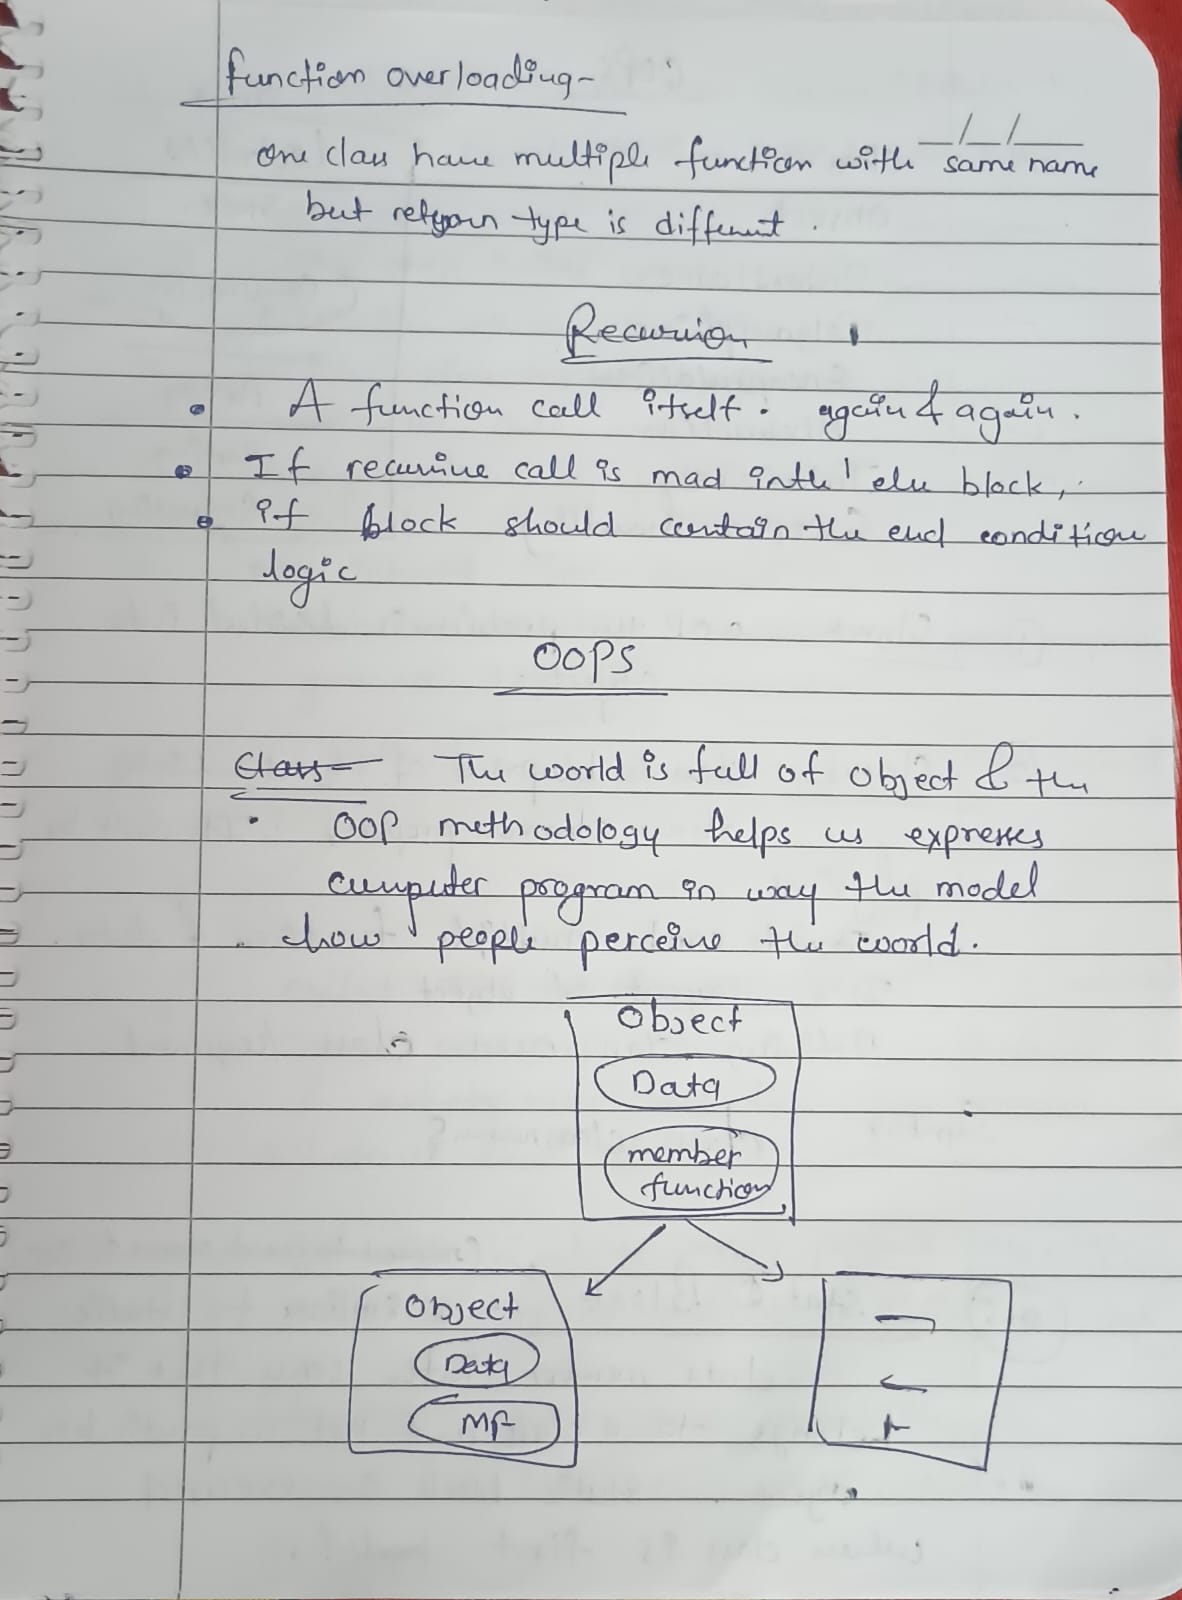 function overloading-
one class have multiple function with same name
but retyorn type is different.
Recursion
• A function call itself. again & again.
• If recursive call is mad inthe else block,
• if block should contain the end condition
logic
OOPS
Class The world is full of object & the
• OOP methodology helps us expresses
cumputer program in way the model
how people perceive the world.
Object
Data
member
function
Object
Data
MF